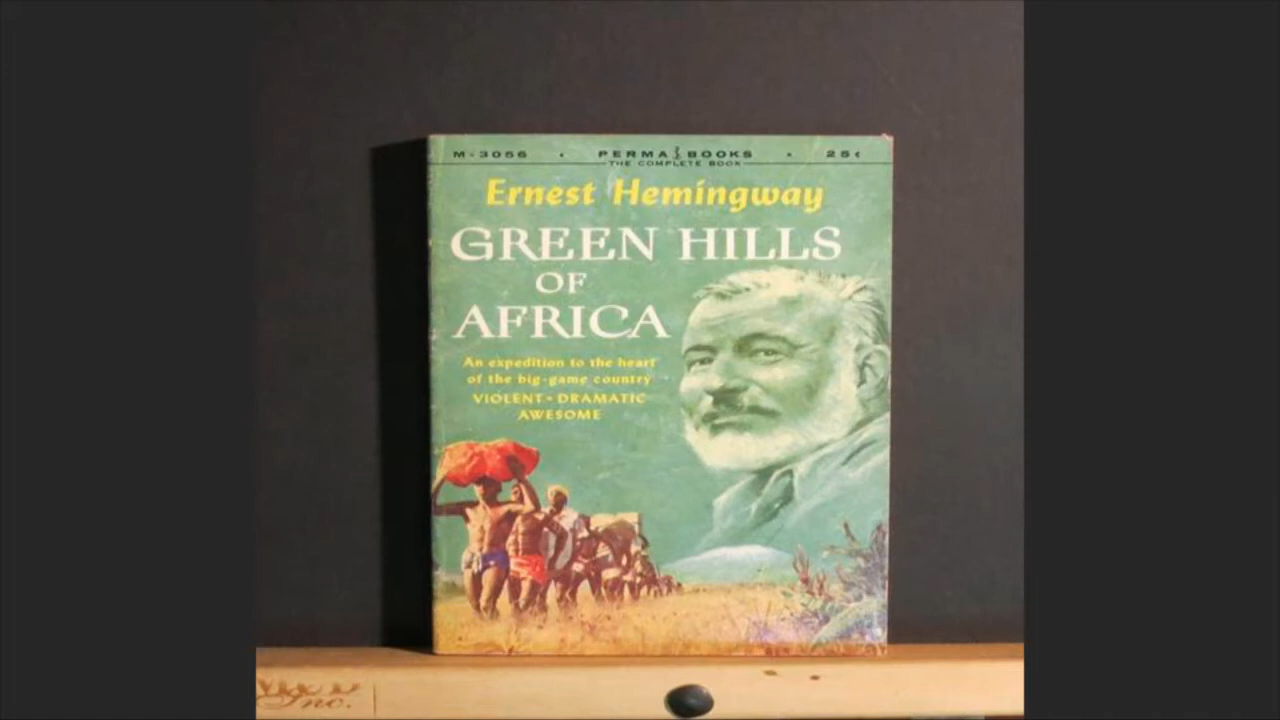 M-3056 • PERMA BOOKS • 25¢
THE COMPLETE BOOK
Ernest Hemingway
GREEN HILLS
OF
AFRICA
An expedition to the heart
of the big-game country
VIOLENT • DRAMATIC
AWESOME
Inc.